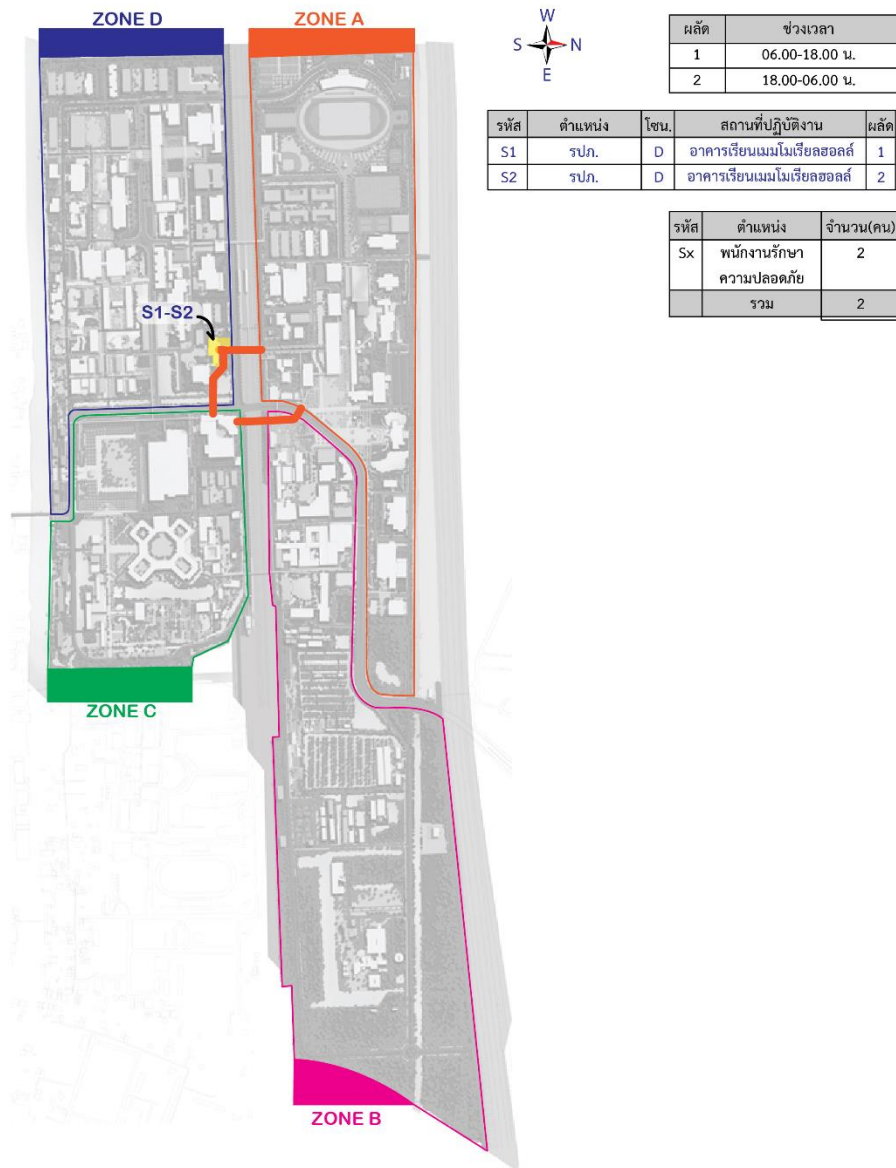 ZONE D
ZONE A
W
S N
E
ผลัด ช่วงเวลา
1 06.00-18.00 น.
2 18.00-06.00 น.
รหัส ตำแหน่ง โซน. สถานที่ปฏิบัติงาน ผลัด
S1 รปภ. D อาคารเรียนเมมโมเรียลฮอลล์ 1
S2 รปภ. D อาคารเรียนเมมโมเรียลฮอลล์ 2
รหัส ตำแหน่ง จำนวน(คน)
Sx พนักงานรักษา 2
ความปลอดภัย
รวม 2
S1-S2
ZONE C
ZONE B